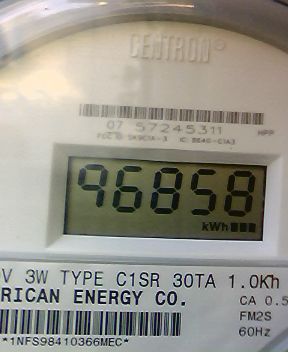 CENTRON®
07 57245311
HPP
96858
kWh
V 3W TYPE C1SR 30TA 1.0Kh
RICAN ENERGY CO.
CA 0.5
FM2S
60Hz
*1NFS98410366MEC*